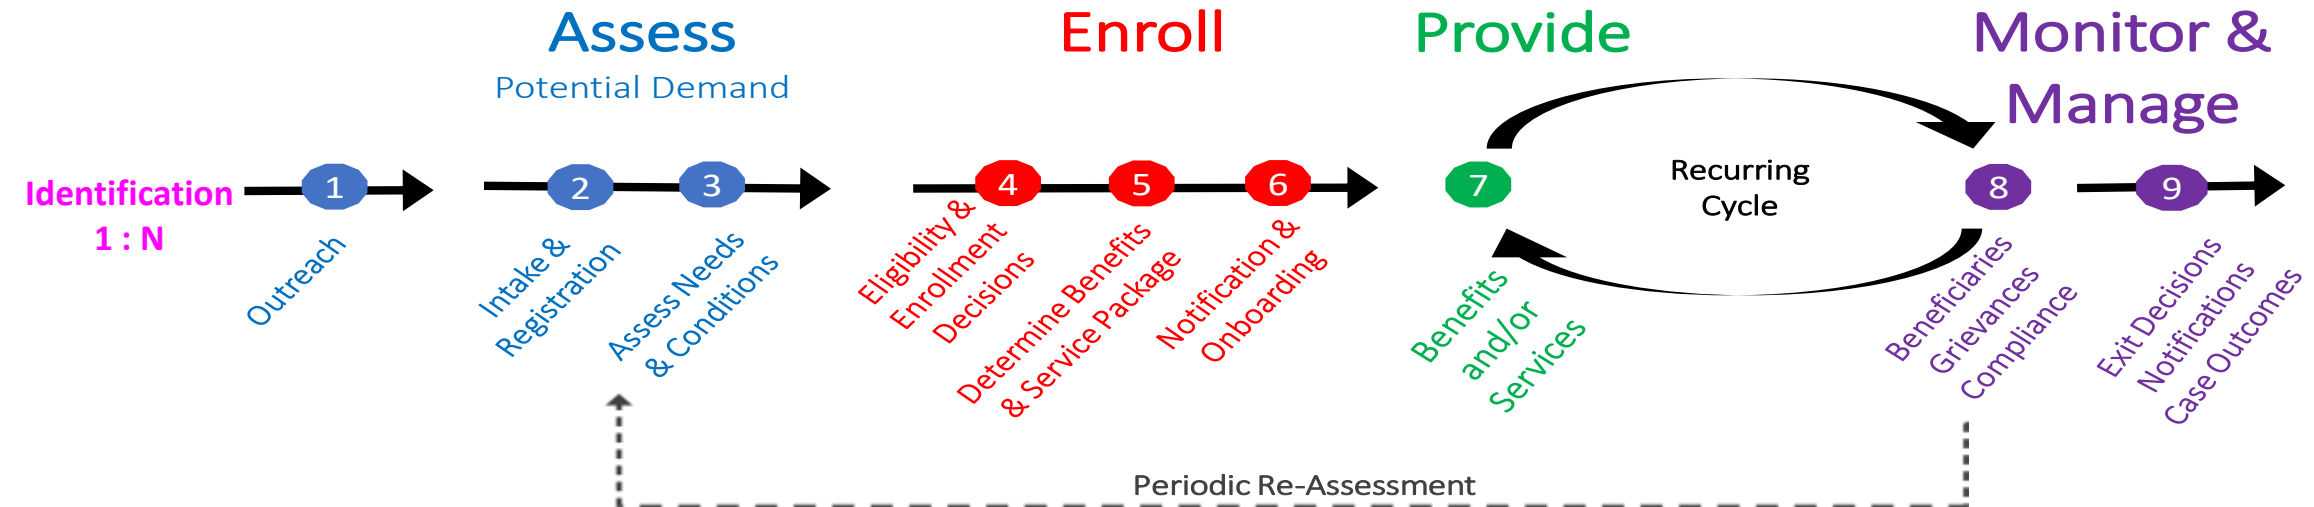 Assess
Potential Demand
Enroll
Provide
Monitor &
Manage
Identification
1 : N
1
2
3
4
5
6
7
Recurring
Cycle
8
9
Outreach
Intake &
Registration
Assess Needs
& Conditions
Eligibility &
Enrollment
Decisions
Determine Benefits
& Service Package
Notification &
Onboarding
Benefits
and/or
Services
Beneficiaries
Grievances
Compliance
Exit Decisions
Notifications
Case Outcomes
Periodic Re-Assessment